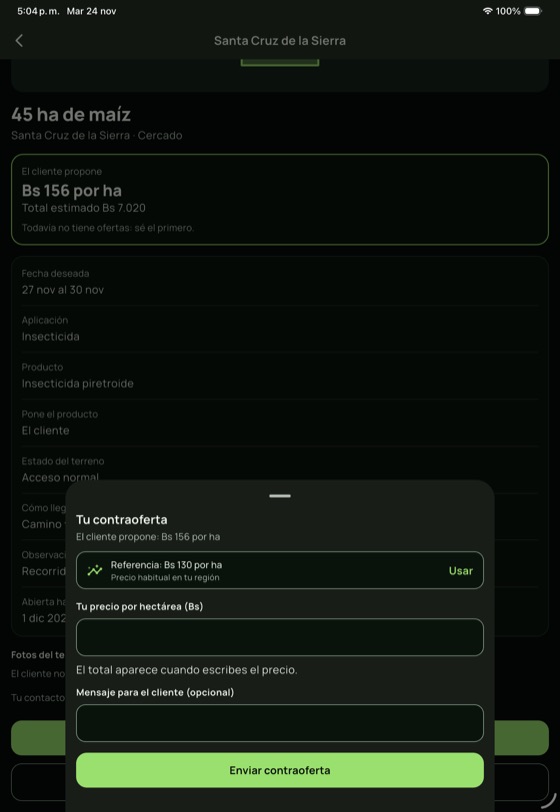 5:04 p.m. Mar 24 nov
100%
Santa Cruz de la Sierra
45 ha de maíz
Santa Cruz de la Sierra · Cercado
El cliente propone
Bs 156 por ha
Total estimado Bs 7.020
Todavía no tiene ofertas: sé el primero.
Fecha deseada
27 nov al 30 nov
Aplicación
Insecticida
Producto
Insecticida piretroide
Pone el producto
El cliente
Estado del terreno
Acceso normal
Cómo
Camino
Recorrid
Abierta
1 dic 202
Fotos del te
El cliente no
Tu contacto
Tu contraoferta
El cliente propone: Bs 156 por ha
Referencia: Bs 130 por ha
Precio habitual en tu región
Usar
Tu precio por hectárea (Bs)
El total aparece cuando escribes el precio.
Mensaje para el cliente (opcional)
Enviar contraoferta